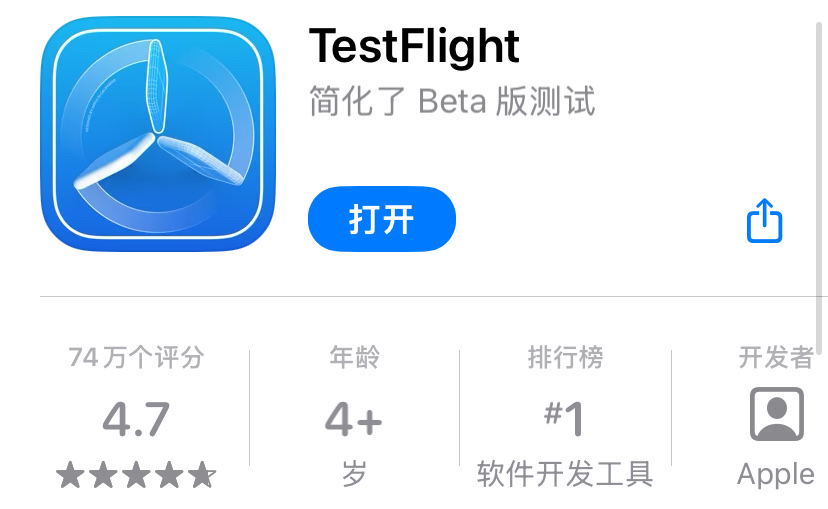 TestFlight
简化了 Beta 版测试
打开
74万个评分
4.7
年龄
4+
岁
排行榜
#1
软件开发工具
开发者
Apple